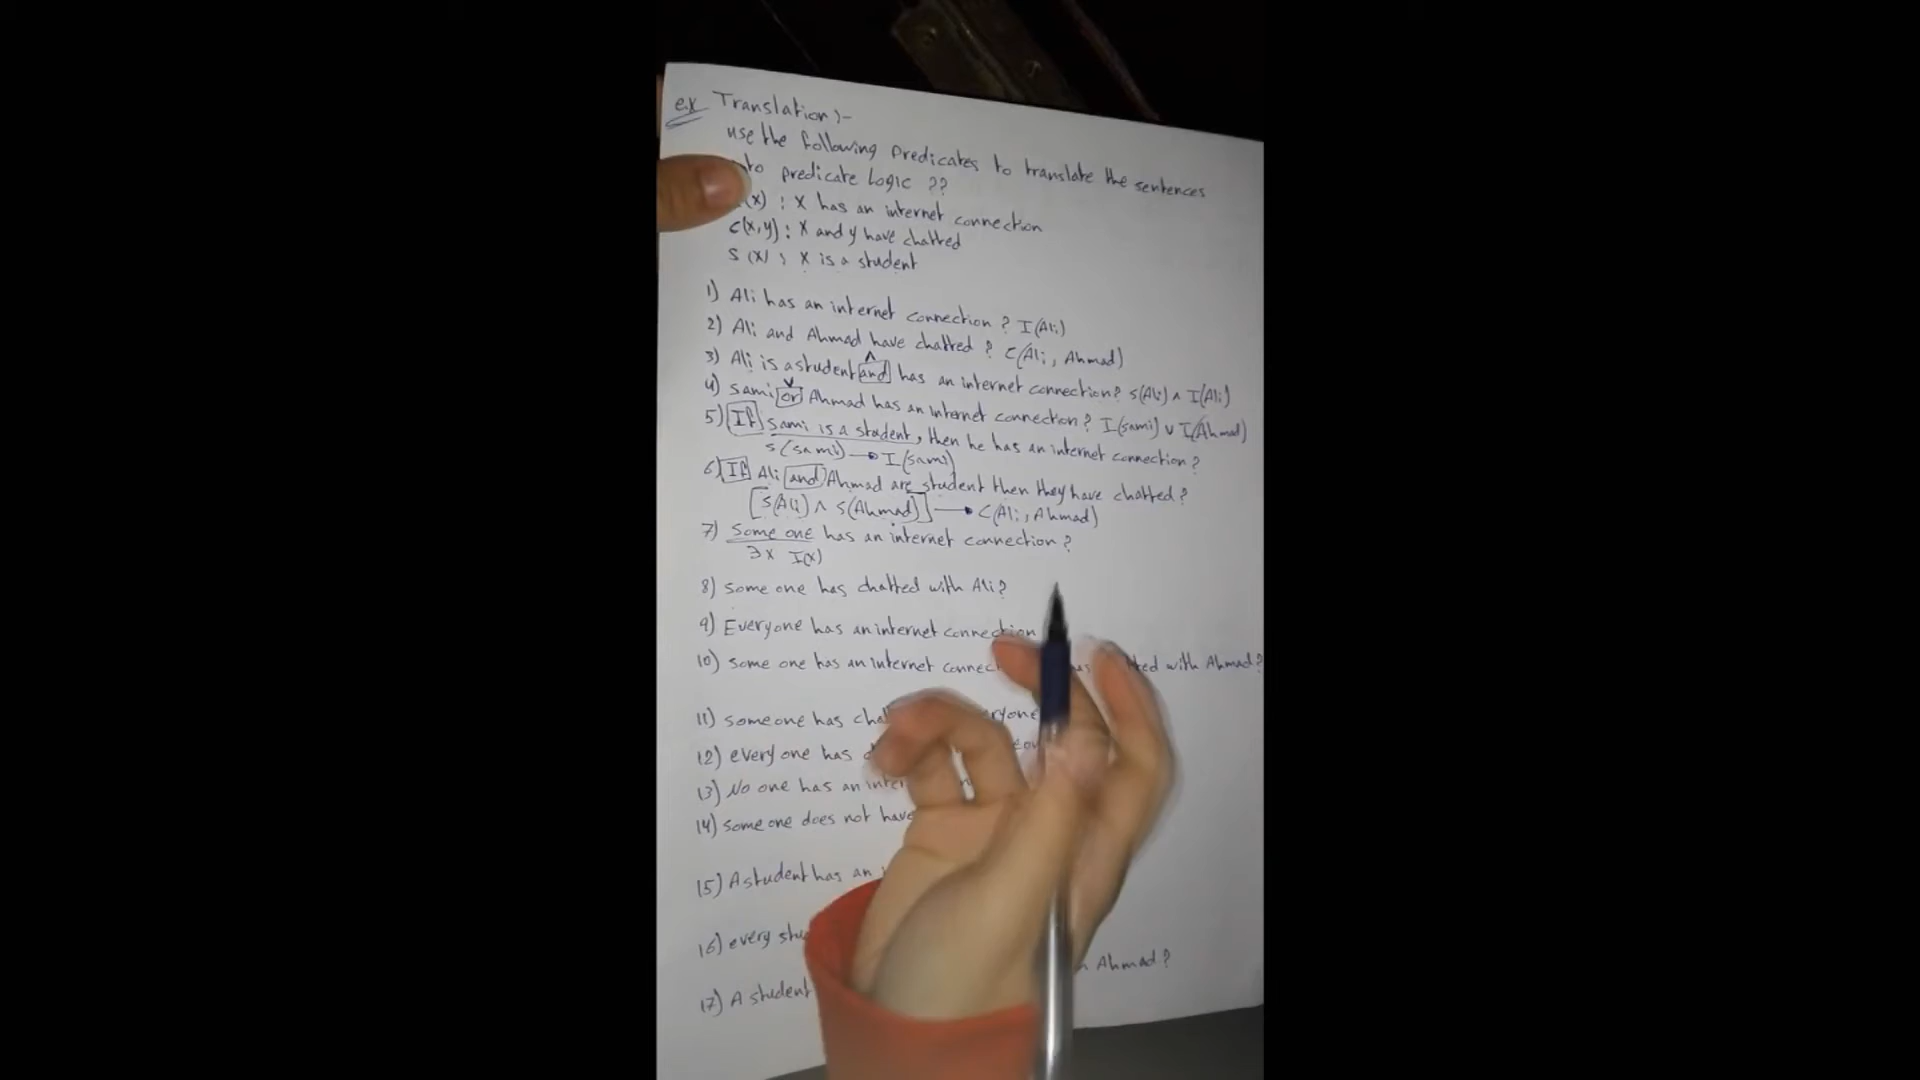 ex Translation:-
use the following predicates to translate the sentences
to predicate Logic ??
(x) : X has an internet connection
C(x,y) : X and y have chatted
S(x) : X is a student
1) Ali has an internet connection ? I(Ali)
2) Ali and Ahmad have chatted ? C(Ali, Ahmad)
∧
3) Ali is a student and has an internet connection? S(Ali) ∧ I(Ali)
∨
4) Sami or Ahmad has an internet connection ? I(sami) ∨ I(Ahmad)
5) If Sami is a student, then he has an internet connection ?
S(sami) → I(sami)
6) If Ali and Ahmad are student then they have chatted ?
[S(Ali) ∧ S(Ahmad)] → C(Ali, Ahmad)
7) Some one has an internet connection ?
∃x I(x)
8) Some one has chatted with Ali?
9) Everyone has an internet connection
10) Some one has an internet with Ahmad?
11) Someone has
12) every one has
13) No one has an
14) Some one does not have
15) A student has an
16) every
Ahmad ?
17) A student